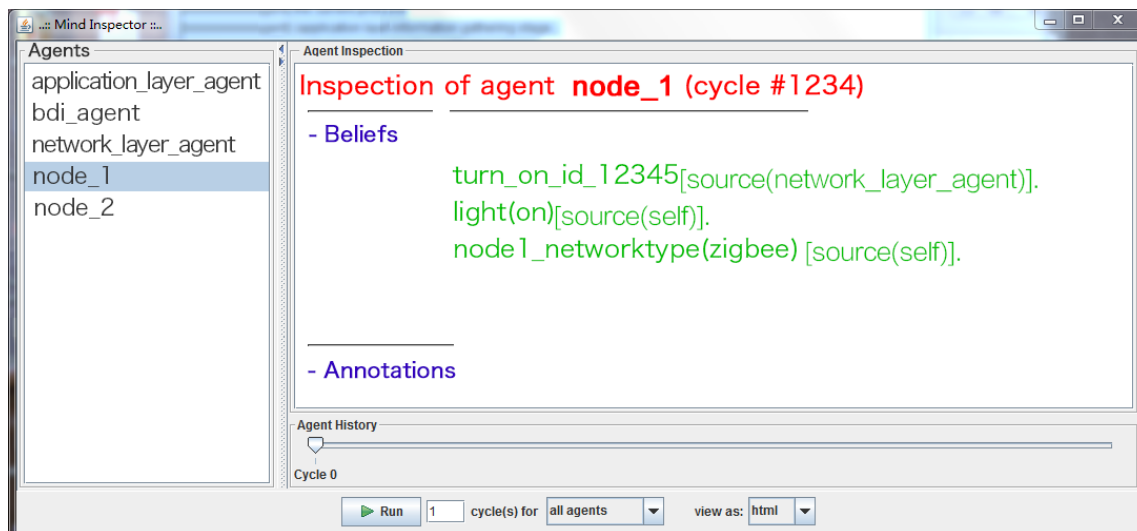 ..:: Mind Inspector ::..
Agents
application_layer_agent
bdi_agent
network_layer_agent
node_1
node_2
Agent Inspection
Inspection of agent node_1 (cycle #1234)
- Beliefs
turn_on_id_12345[source(network_layer_agent)].
light(on)[source(self)].
node1_networktype(zigbee) [source(self)].
- Annotations
Agent History
Cycle 0
Run 1 cycle(s) for all agents view as: html